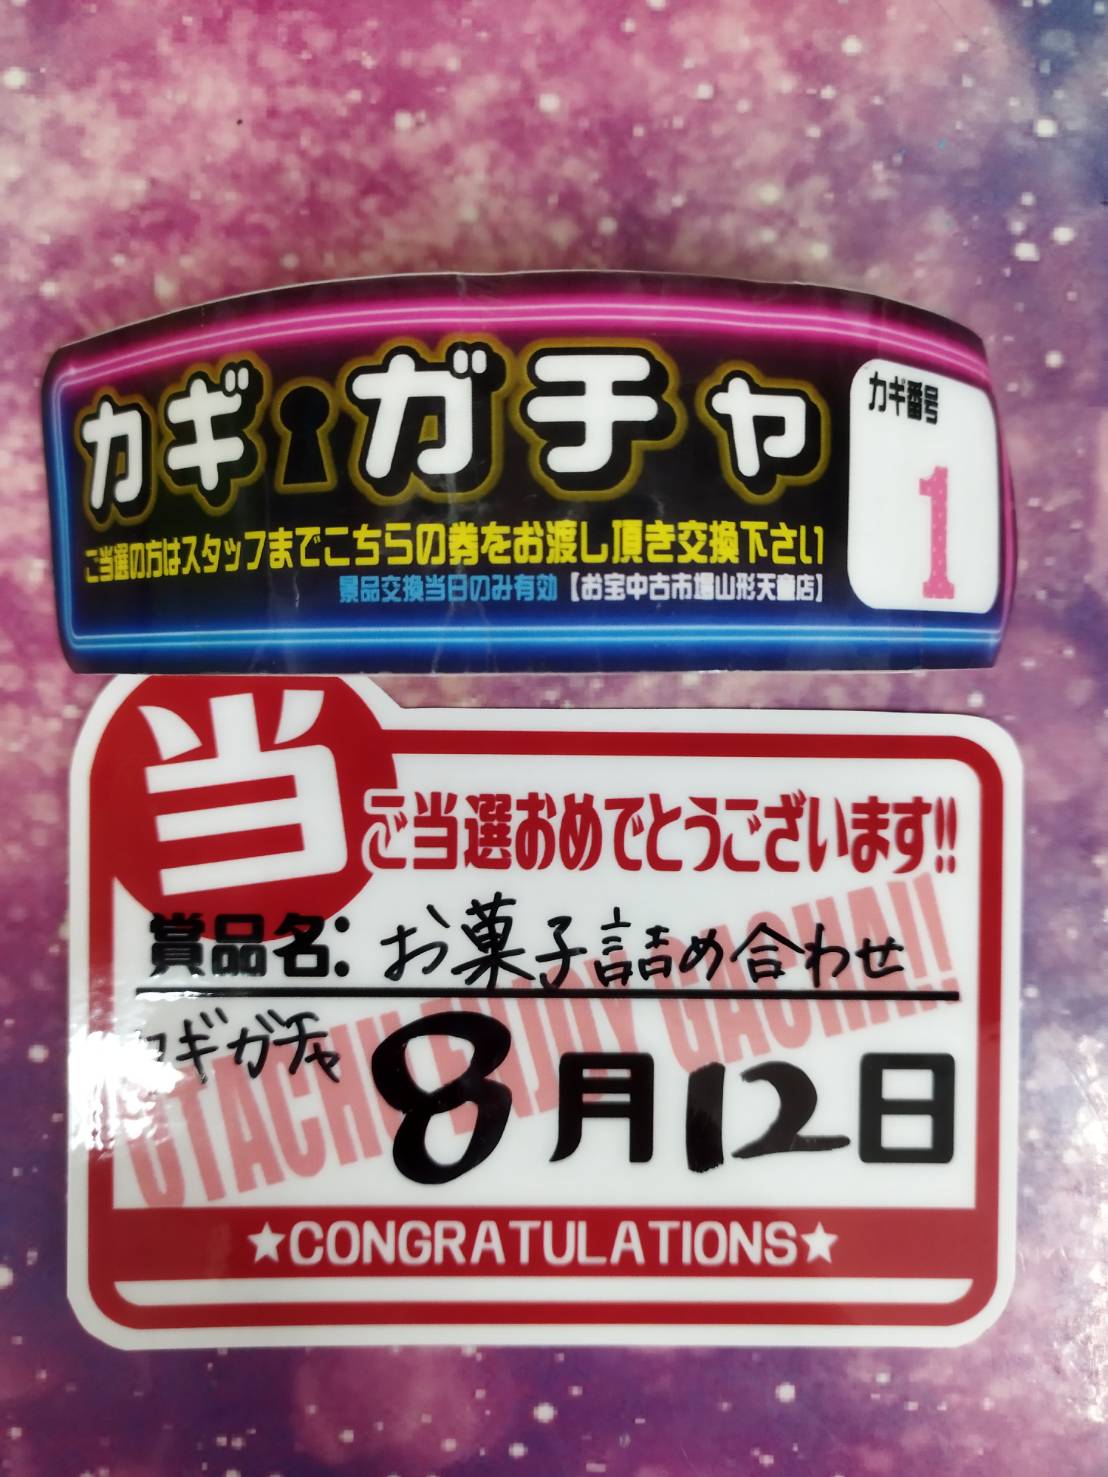 カギガチャ
カギ番号
1
ご当選の方はスタッフまでこちらの券をお渡し頂き交換下さい
景品交換当日のみ有効【お宝中古市場山形天童店】
当
ご当選おめでとうございます!!
賞品名：お菓子詰め合わせ
OTACHU ENJOY GACHA!!
カギガチャ 8月12日
★CONGRATULATIONS★